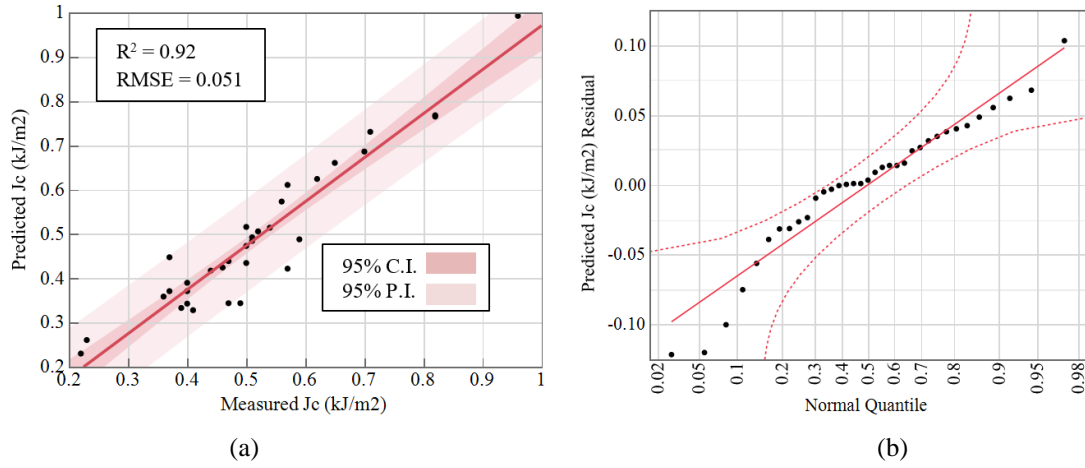 R² = 0.92
RMSE = 0.051
95% C.I.
95% P.I.
Predicted Jc (kJ/m2)
1
0.9
0.8
0.7
0.6
0.5
0.4
0.3
0.2
0.2 0.3 0.4 0.5 0.6 0.7 0.8 0.9 1
Measured Jc (kJ/m2)
(a)
Predicted Jc (kJ/m2) Residual
0.10
0.05
0.00
-0.05
-0.10
0.02 0.05 0.1 0.2 0.3 0.4 0.5 0.6 0.7 0.8 0.9 0.95 0.98
Normal Quantile
(b)